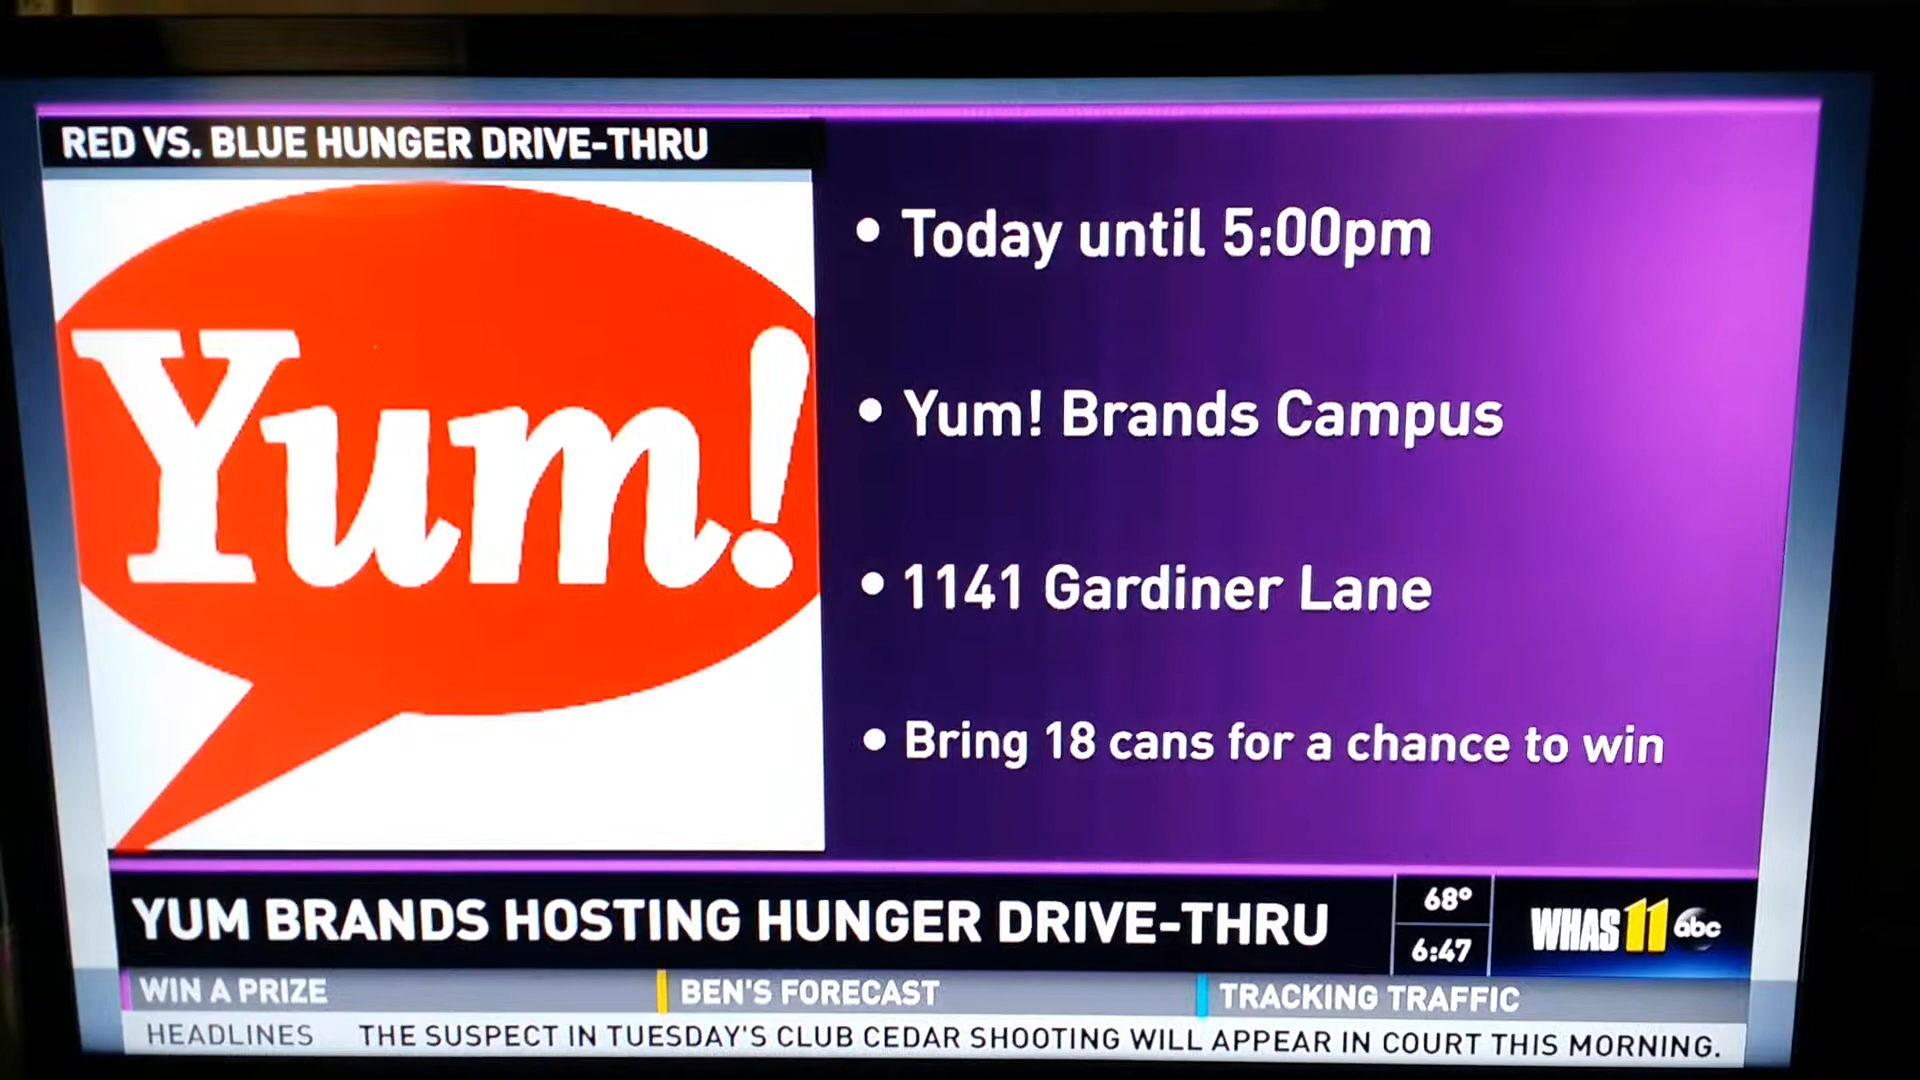 RED VS. BLUE HUNGER DRIVE-THRU
Yum!
• Today until 5:00pm
• Yum! Brands Campus
• 1141 Gardiner Lane
• Bring 18 cans for a chance to win
YUM BRANDS HOSTING HUNGER DRIVE-THRU
68°
6:47
WHAS 11 abc
WIN A PRIZE
BEN'S FORECAST
TRACKING TRAFFIC
HEADLINES THE SUSPECT IN TUESDAY'S CLUB CEDAR SHOOTING WILL APPEAR IN COURT THIS MORNING.